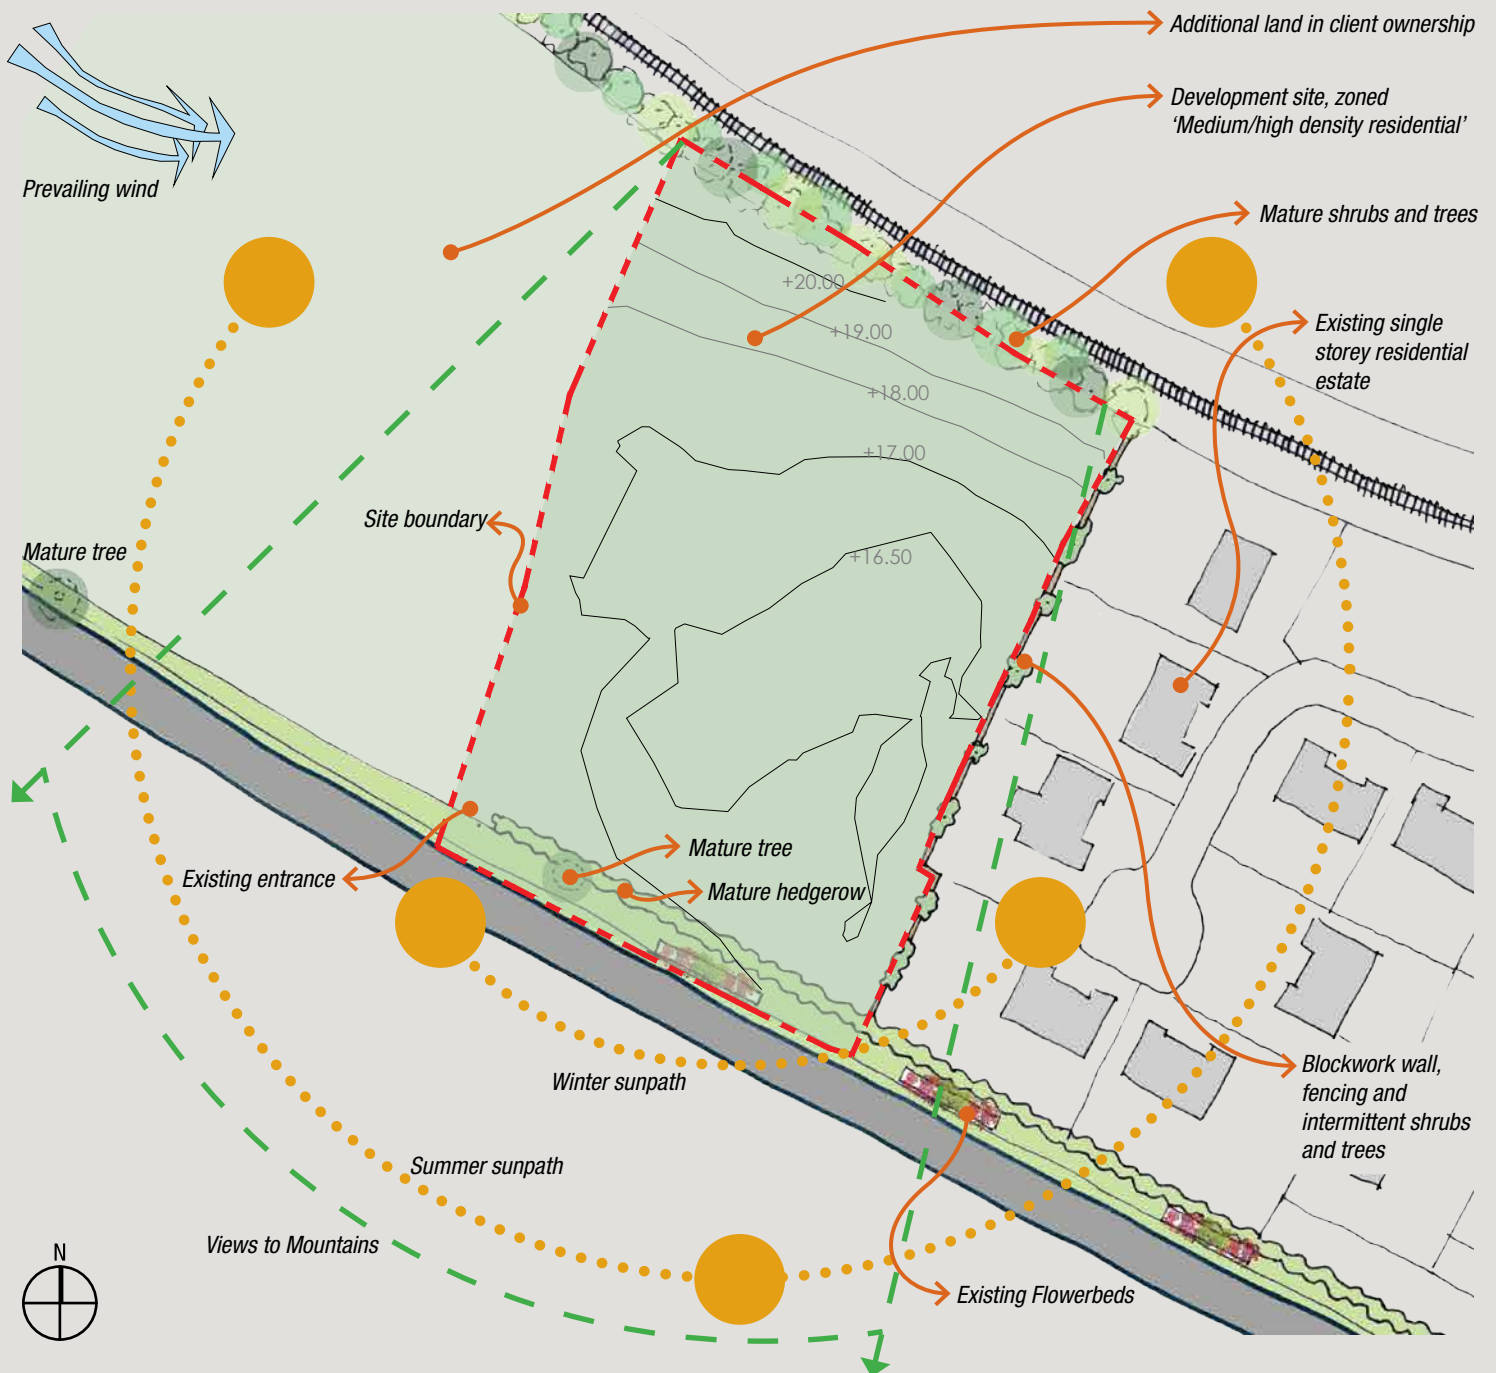 Additional land in client ownership
Development site, zoned
‘Medium/high density residential’
Prevailing wind
Mature shrubs and trees
+20.00
Existing single
storey residential
estate
+19.00
+18.00
+17.00
Site boundary
Mature tree
+16.50
Mature tree
Existing entrance
Mature hedgerow
Winter sunpath
Blockwork wall,
fencing and
intermittent shrubs
and trees
Summer sunpath
Views to Mountains
N
Existing Flowerbeds